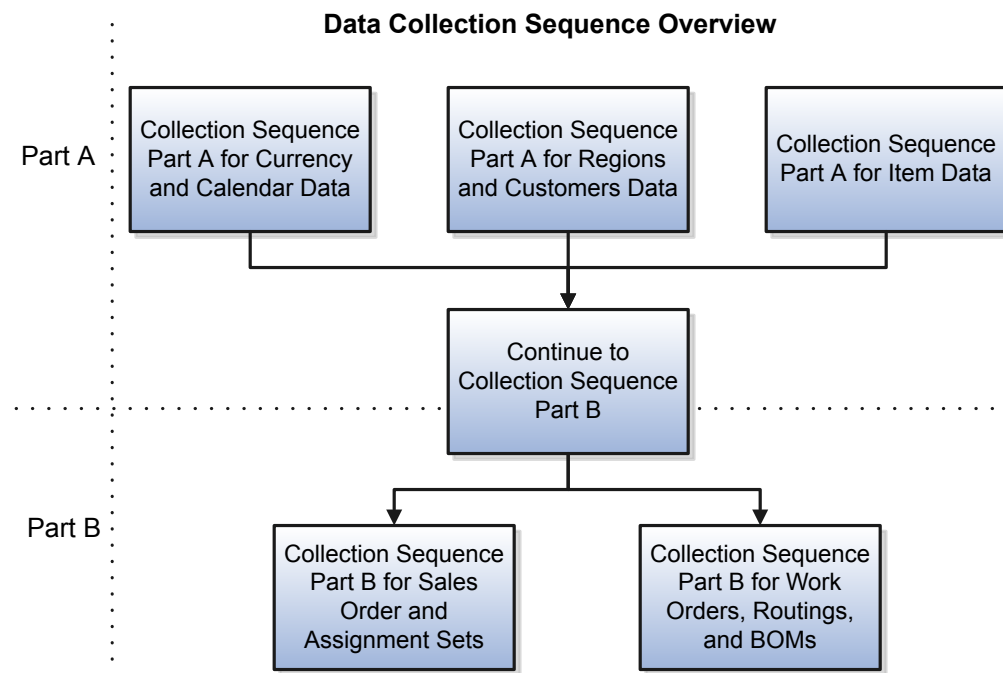 Data Collection Sequence Overview
Part A
Collection Sequence
Part A for Currency
and Calendar Data
Collection Sequence
Part A for Regions
and Customers Data
Collection Sequence
Part A for Item Data
Continue to
Collection Sequence
Part B
Part B
Collection Sequence
Part B for Sales
Order and
Assignment Sets
Collection Sequence
Part B for Work
Orders, Routings,
and BOMs